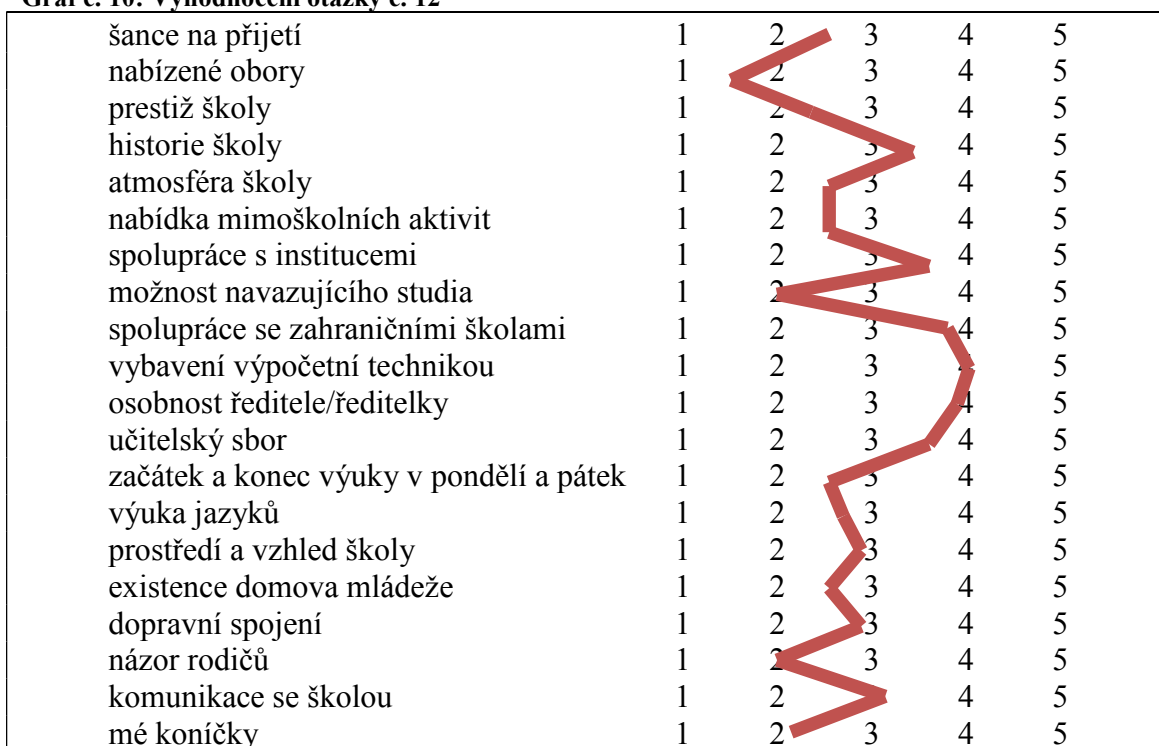 Graf č. 10: Vyhodnocení otázky č. 12
šance na přijetí 1 2 3 4 5
nabízené obory 1 2 3 4 5
prestiž školy 1 2 3 4 5
historie školy 1 2 3 4 5
atmosféra školy 1 2 3 4 5
nabídka mimoškolních aktivit 1 2 3 4 5
spolupráce s institucemi 1 2 3 4 5
možnost navazujícího studia 1 2 3 4 5
spolupráce se zahraničními školami 1 2 3 4 5
vybavení výpočetní technikou 1 2 3 4 5
osobnost ředitele/ředitelky 1 2 3 4 5
učitelský sbor 1 2 3 4 5
začátek a konec výuky v pondělí a pátek 1 2 3 4 5
výuka jazyků 1 2 3 4 5
prostředí a vzhled školy 1 2 3 4 5
existence domova mládeže 1 2 3 4 5
dopravní spojení 1 2 3 4 5
názor rodičů 1 2 3 4 5
komunikace se školou 1 2 3 4 5
mé koníčky 1 2 3 4 5